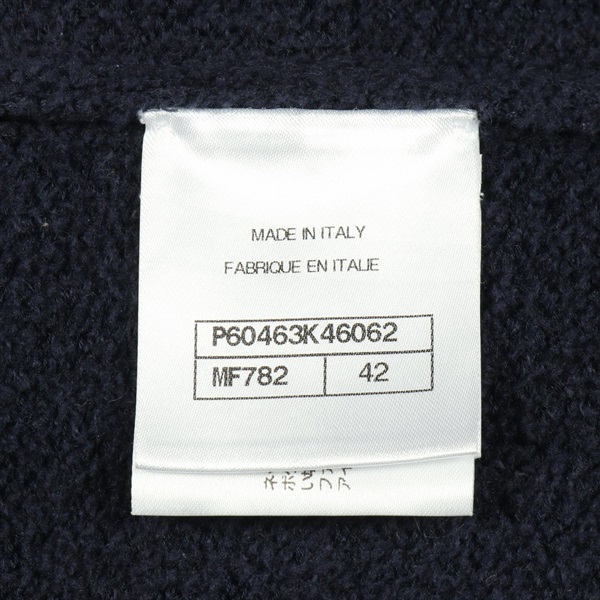 MADE IN ITALY
FABRIQUE EN ITALIE
P60463K46062
MF782 42